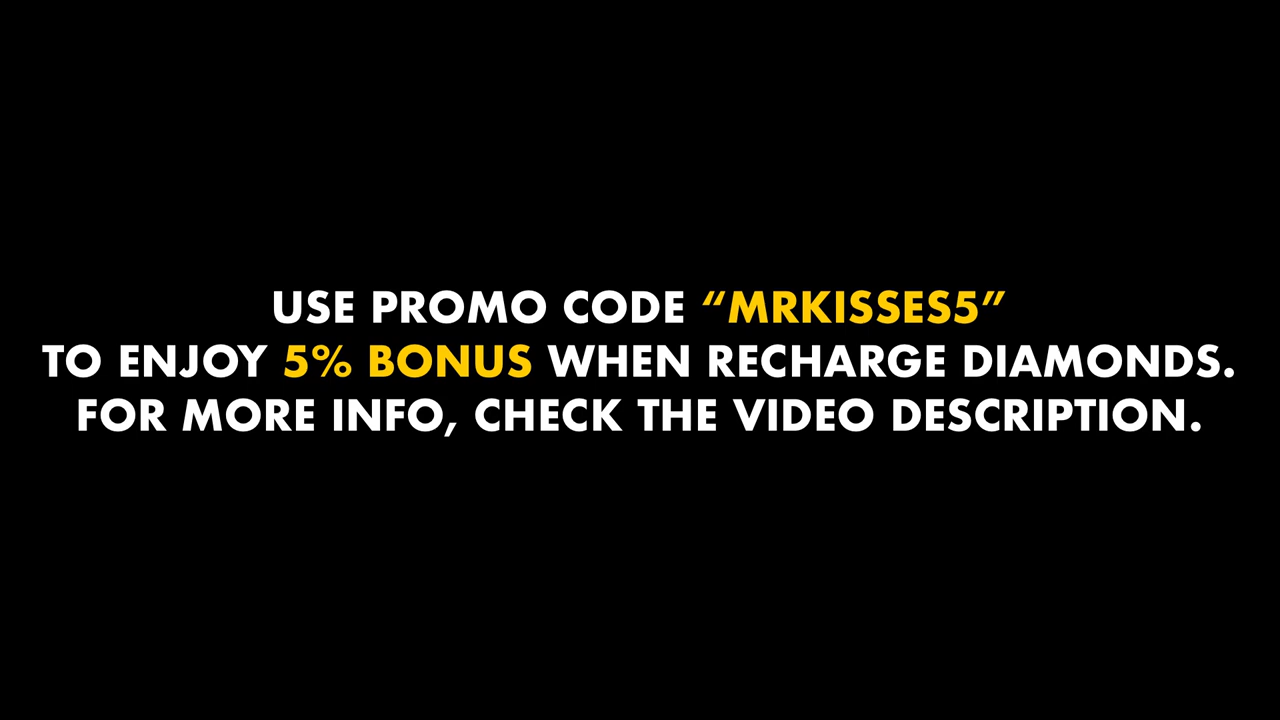 USE PROMO CODE “MRKISSES5”
TO ENJOY 5% BONUS WHEN RECHARGE DIAMONDS.
FOR MORE INFO, CHECK THE VIDEO DESCRIPTION.